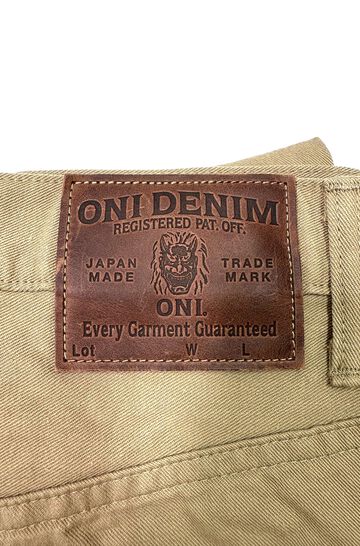 ONI DENIM
REGISTERED PAT. OFF.
JAPAN MADE TRADE MARK
ONI.
Every Garment Guaranteed
Lot W L